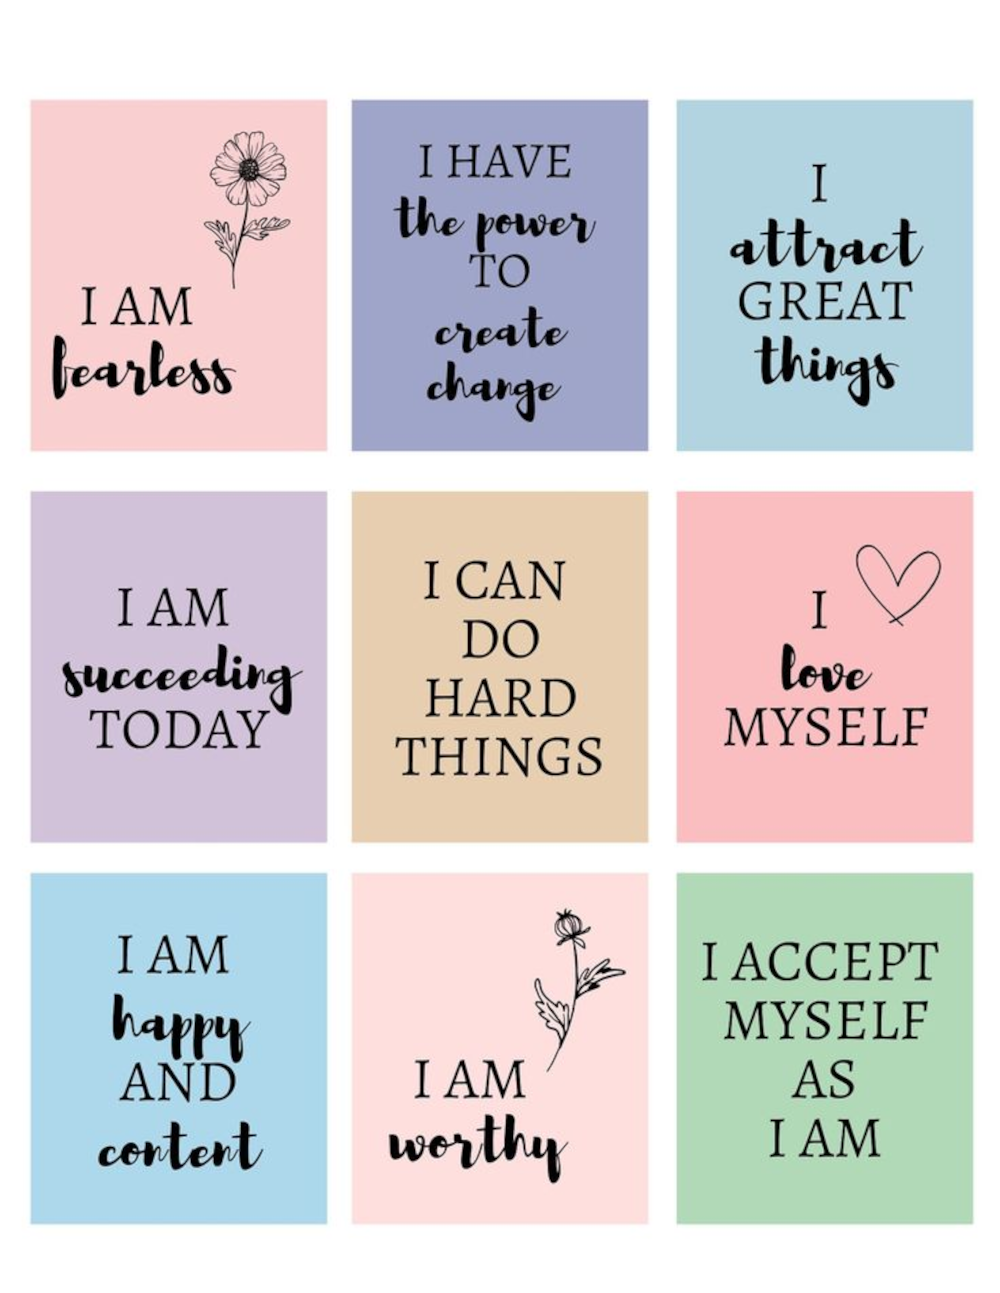 I AM
fearless
I HAVE
the power
TO
create
change
I
attract
GREAT
things
I AM
succeeding
TODAY
I CAN
DO
HARD
THINGS
I
love
MYSELF
I AM
happy
AND
content
I AM
worthy
I ACCEPT
MYSELF
AS
I AM